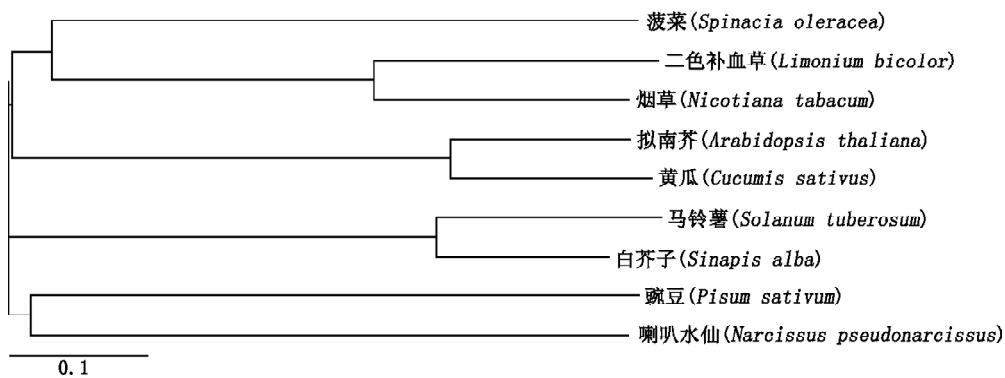 菠菜(Spinacia oleracea)
二色补血草(Limonium bicolor)
烟草(Nicotiana tabacum)
拟南芥(Arabidopsis thaliana)
黄瓜(Cucumis sativus)
马铃薯(Solanum tuberosum)
白芥子(Sinapis alba)
豌豆(Pisum sativum)
喇叭水仙(Narcissus pseudonarcissus)
0.1